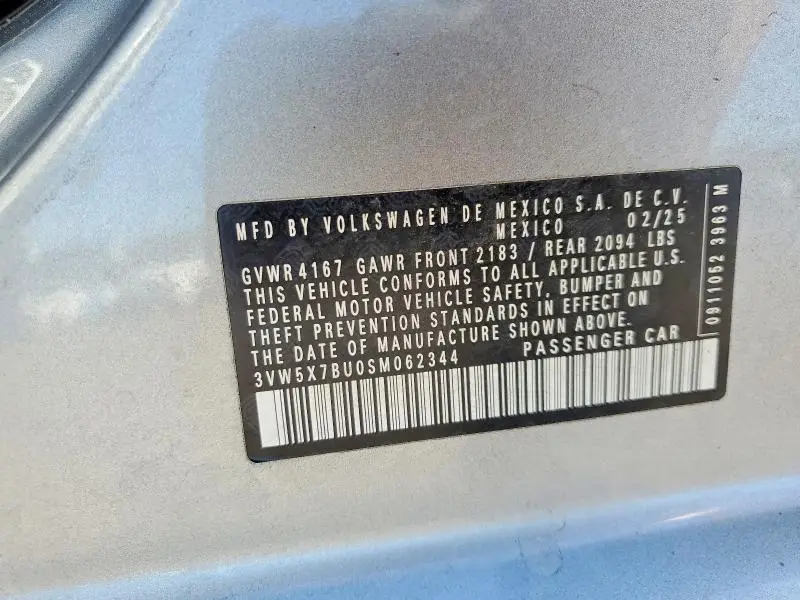 MFD BY VOLKSWAGEN DE MEXICO S.A. DE C.V.
MEXICO 02/25
GVWR 4167 GAWR FRONT 2183 / REAR 2094 LBS
THIS VEHICLE CONFORMS TO ALL APPLICABLE U.S.
FEDERAL MOTOR VEHICLE SAFETY, BUMPER AND
THEFT PREVENTION STANDARDS IN EFFECT ON
THE DATE OF MANUFACTURE SHOWN ABOVE.
3VW5X7BU0SM062344 PASSENGER CAR
0911052 3963 M